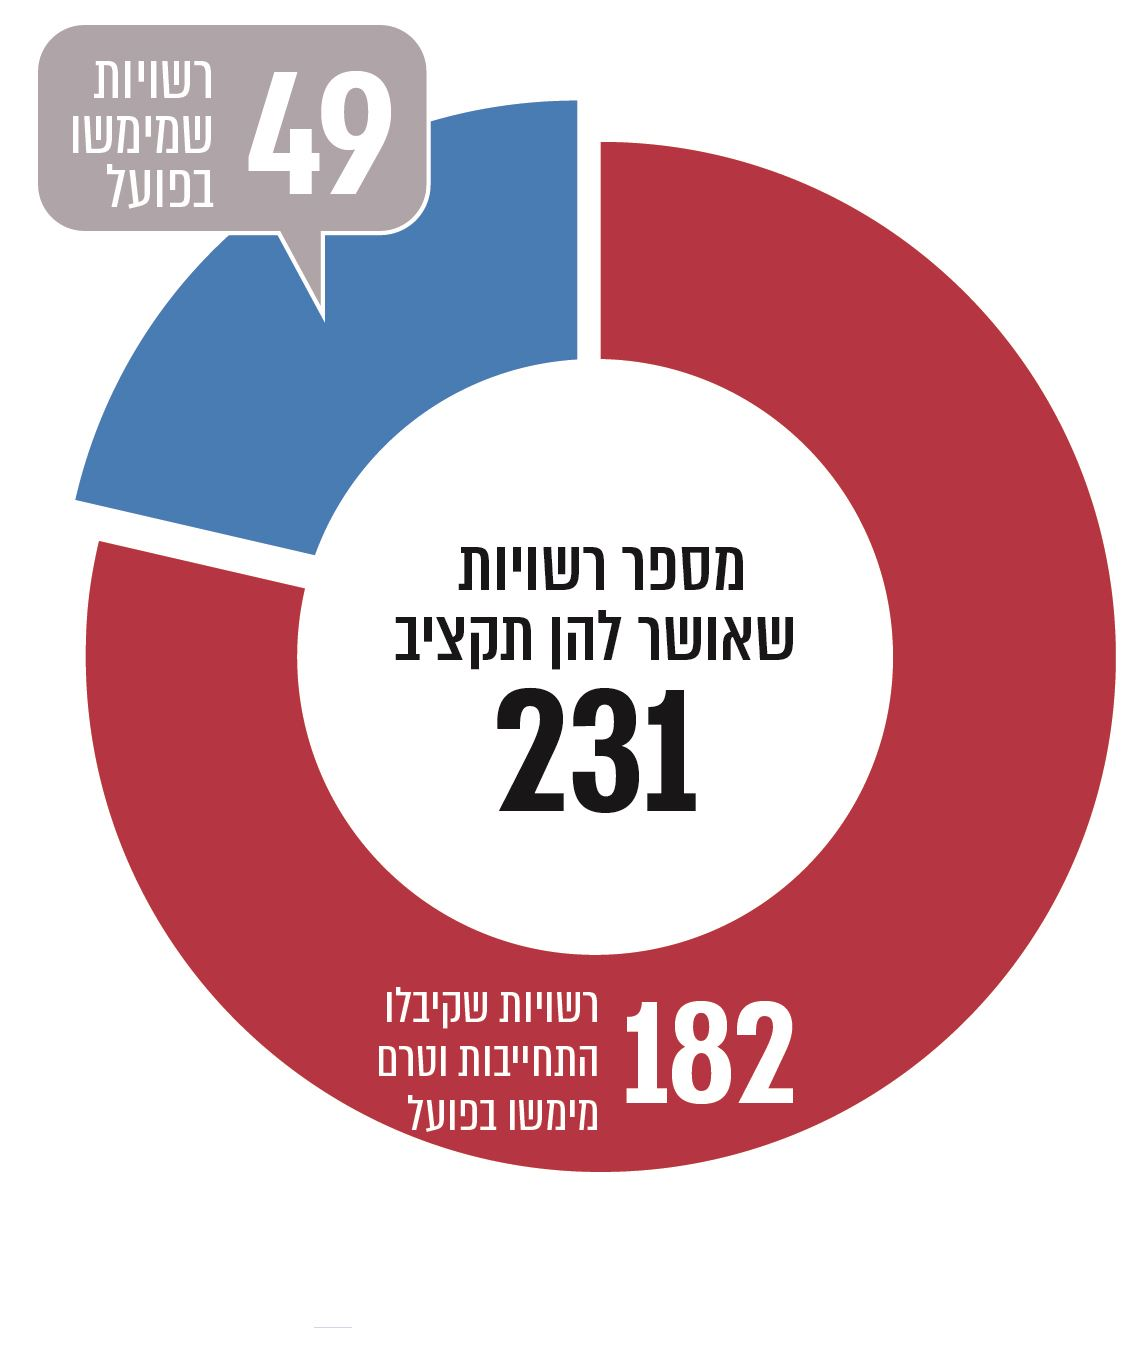 49
רשויות
שמימשו
בפועל
מספר רשויות
שאושר להן תקציב
231
182
רשויות שקיבלו
התחייבות וטרם
מימשו בפועל